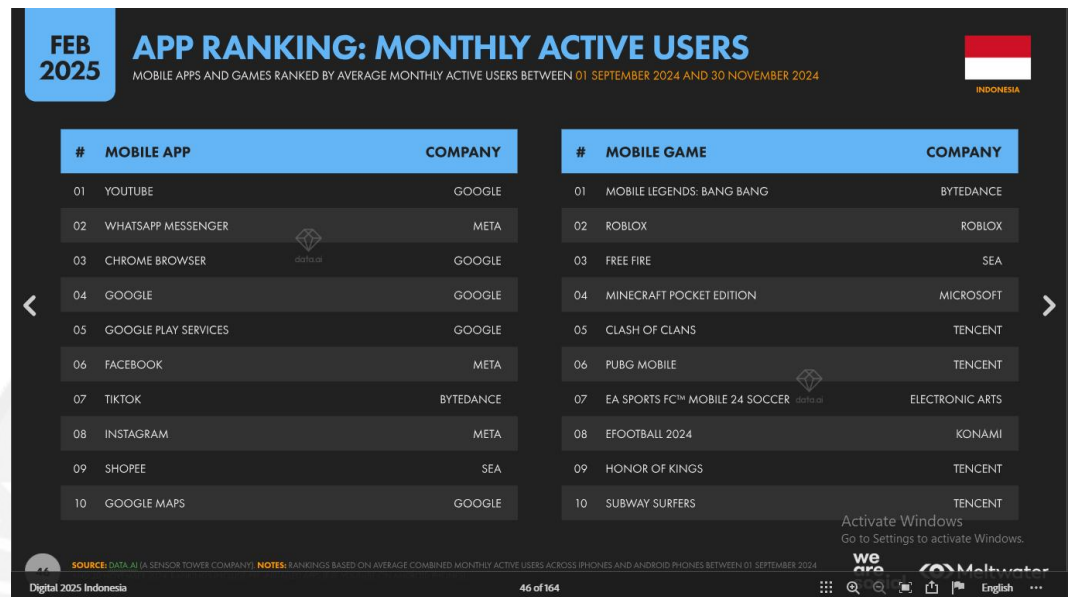 FEB
2025
APP RANKING: MONTHLY ACTIVE USERS
MOBILE APPS AND GAMES RANKED BY AVERAGE MONTHLY ACTIVE USERS BETWEEN 01 SEPTEMBER 2024 AND 30 NOVEMBER 2024
INDONESIA
# MOBILE APP COMPANY
01 YOUTUBE GOOGLE
02 WHATSAPP MESSENGER META
03 CHROME BROWSER GOOGLE
04 GOOGLE GOOGLE
05 GOOGLE PLAY SERVICES GOOGLE
06 FACEBOOK META
07 TIKTOK BYTEDANCE
08 INSTAGRAM META
09 SHOPEE SEA
10 GOOGLE MAPS GOOGLE
data.ai
# MOBILE GAME COMPANY
01 MOBILE LEGENDS: BANG BANG BYTEDANCE
02 ROBLOX ROBLOX
03 FREE FIRE SEA
04 MINECRAFT POCKET EDITION MICROSOFT
05 CLASH OF CLANS TENCENT
06 PUBG MOBILE TENCENT
07 EA SPORTS FC™ MOBILE 24 SOCCER ELECTRONIC ARTS
08 EFOOTBALL 2024 KONAMI
09 HONOR OF KINGS TENCENT
10 SUBWAY SURFERS TENCENT
data.ai
Activate Windows
Go to Settings to activate Windows.
46
SOURCE: DATA.AI (A SENSOR TOWER COMPANY). NOTES: RANKINGS BASED ON AVERAGE COMBINED MONTHLY ACTIVE USERS ACROSS IPHONES AND ANDROID PHONES BETWEEN 01 SEPTEMBER 2024
we
are
social
Meltwater
Digital 2025 Indonesia
46 of 164
English